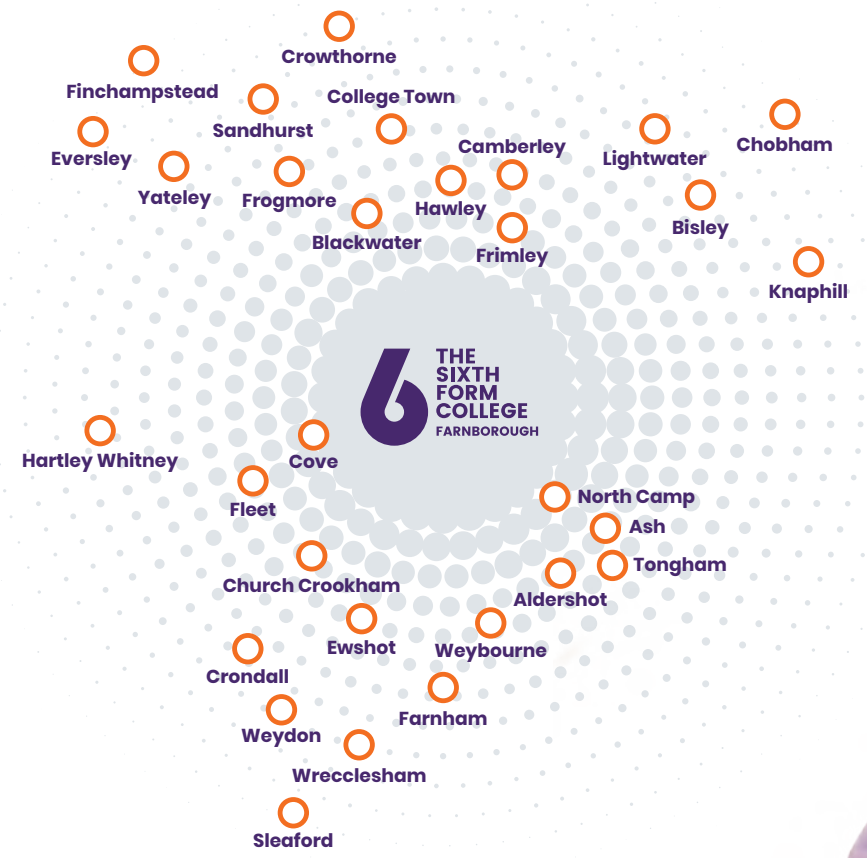 Crowthorne
Finchampstead
College Town
Sandhurst
Eversley
Camberley
Lightwater
Chobham
Yateley
Frogmore
Hawley
Bisley
Blackwater
Frimley
Knaphill
6
THE
SIXTH
FORM
COLLEGE
FARNBOROUGH
Hartley Whitney
Cove
Fleet
North Camp
Ash
Tongham
Church Crookham
Aldershot
Ewshot
Weybourne
Crondall
Farnham
Weydon
Wrecclesham
Sleaford